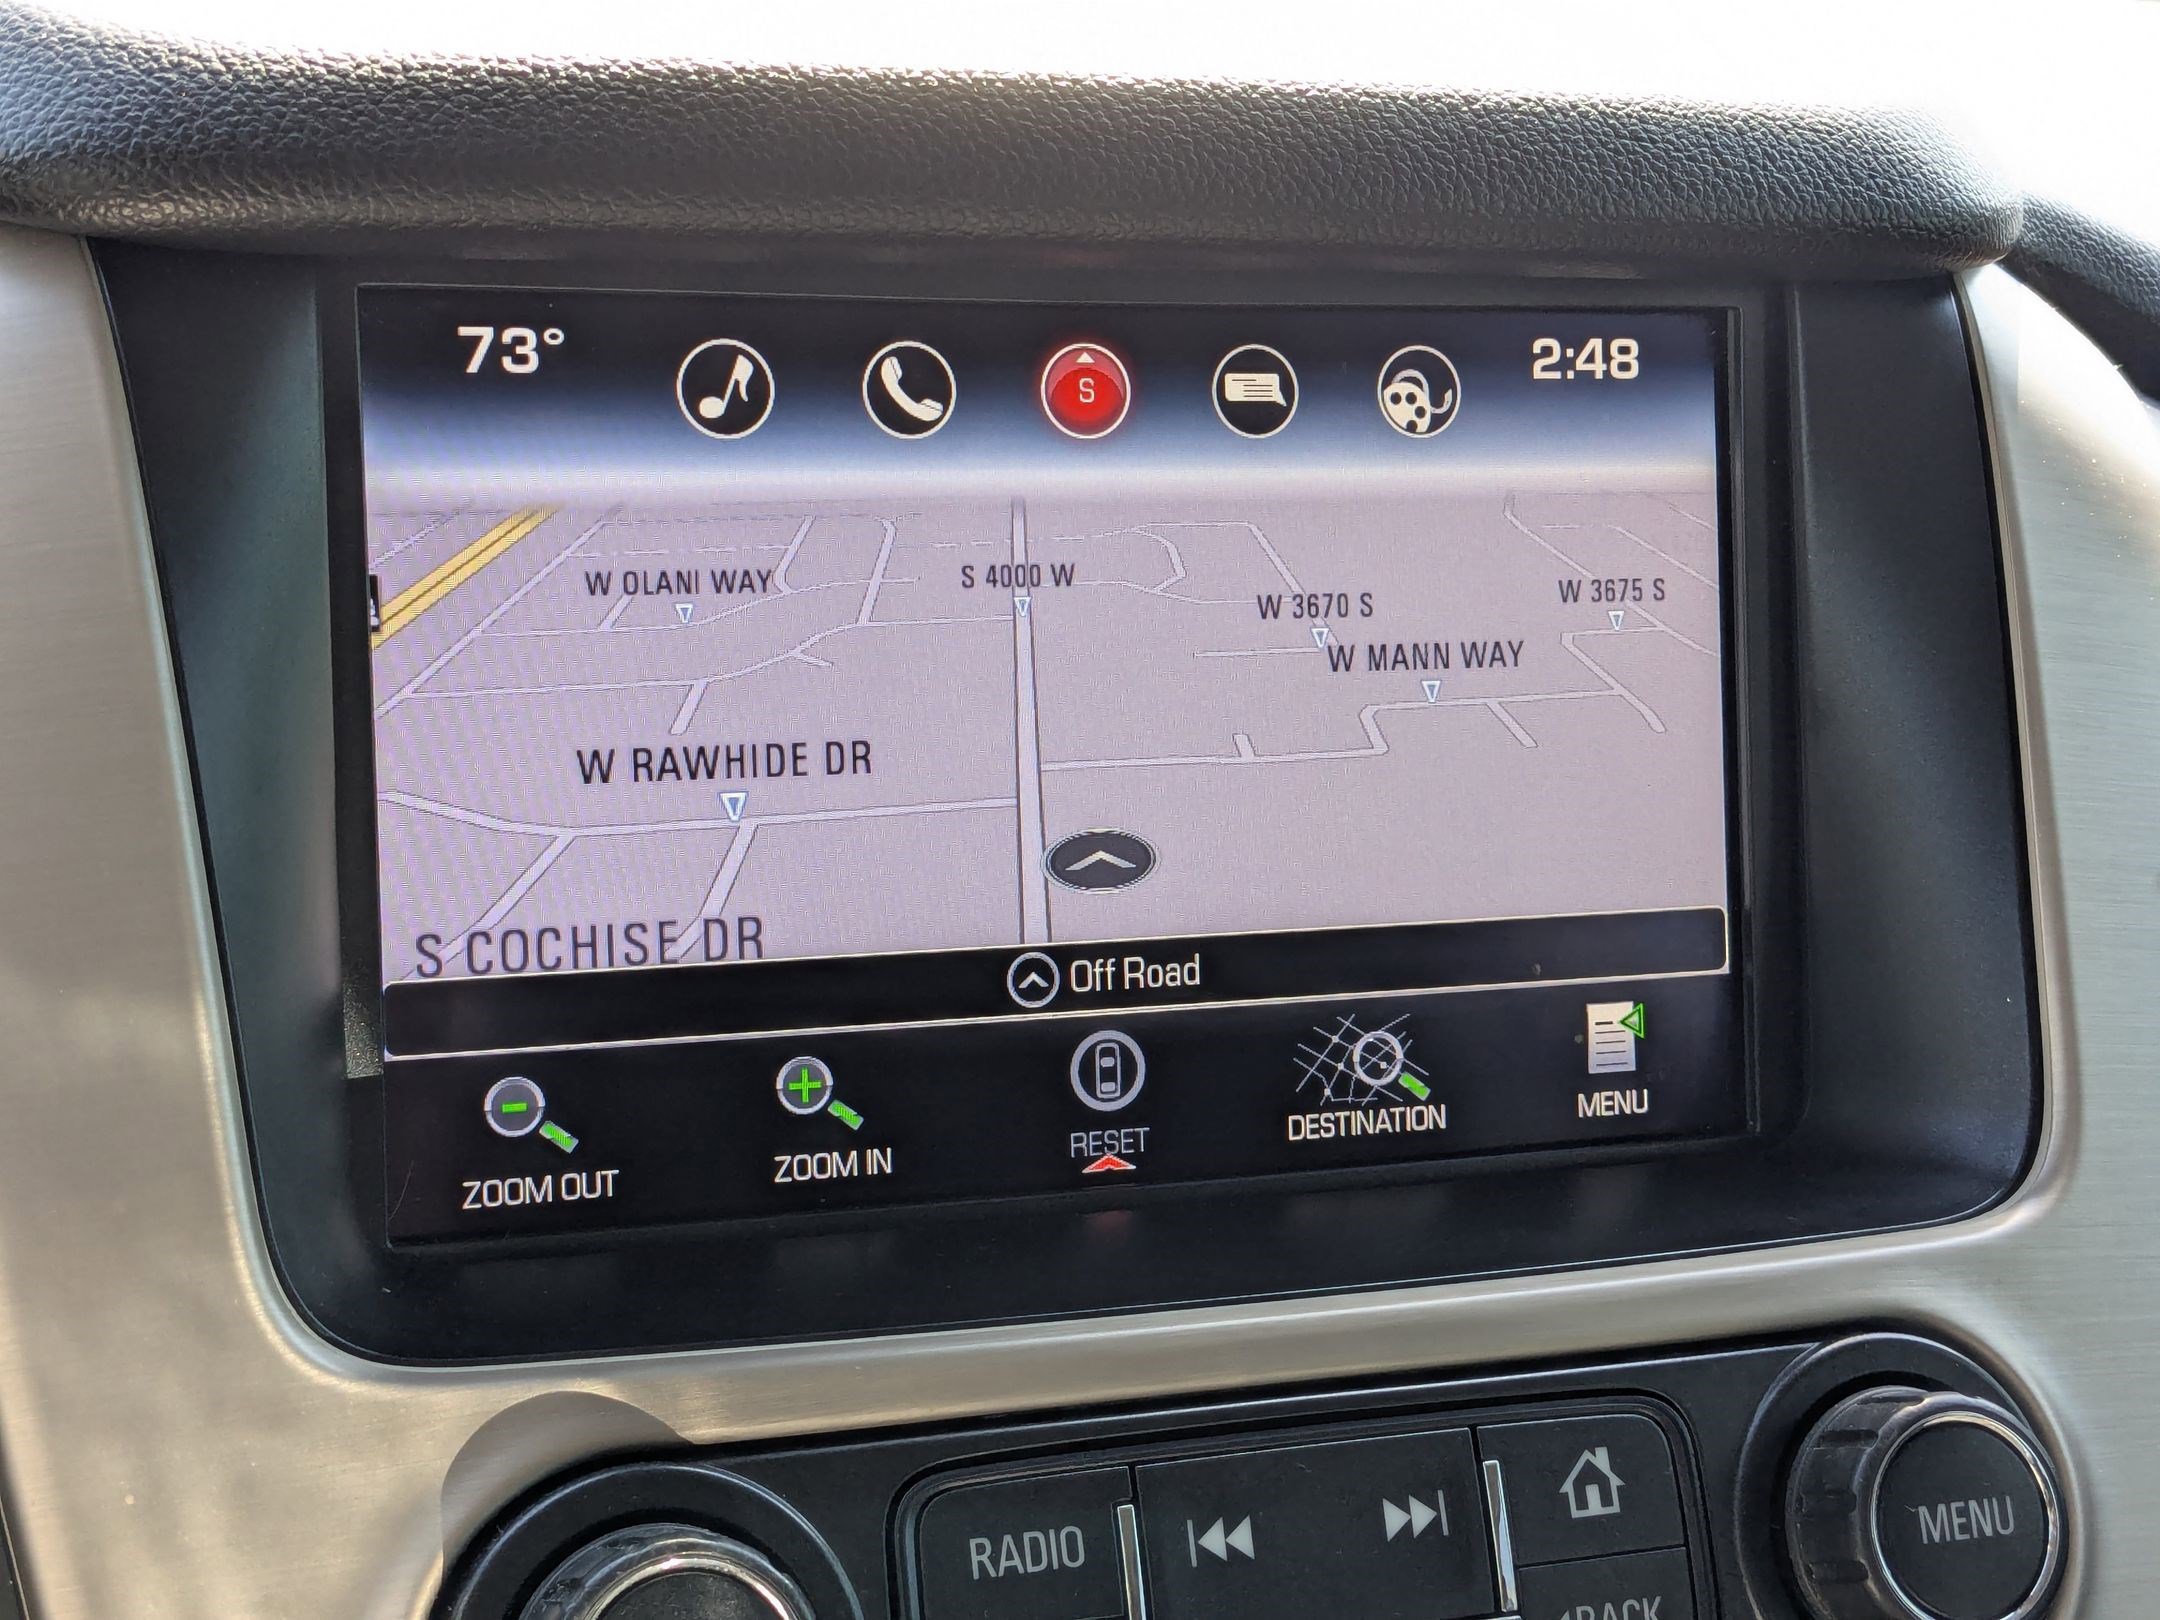 73°
S
2:48
W OLANI WAY
S 4000 W
W 3670 S
W 3675 S
W MANN WAY
W RAWHIDE DR
S COCHISE DR
Off Road
ZOOM OUT
ZOOM IN
RESET
DESTINATION
MENU
RADIO
MENU
BACK